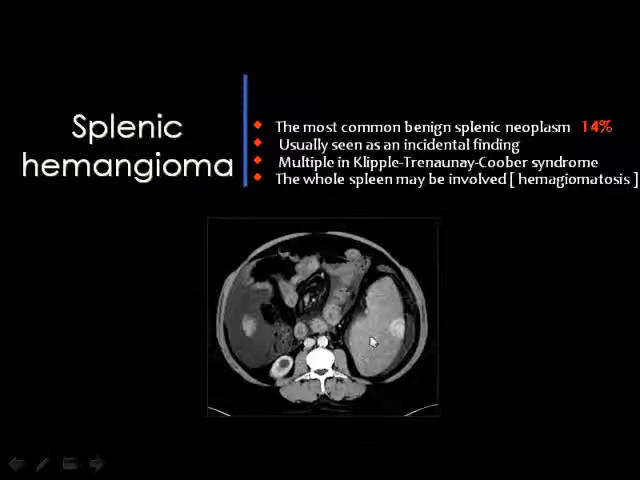 Splenic
hemangioma
The most common benign splenic neoplasm 14%
Usually seen as an incidental finding
Multiple in Klipple-Trenaunay-Coober syndrome
The whole spleen may be involved [ hemagiomatosis ]